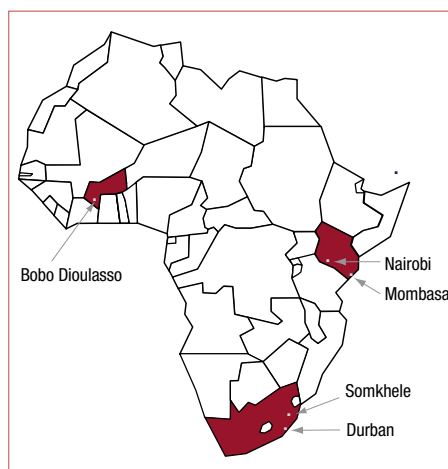 Bobo Dioulasso
Nairobi
Mombasa
Somkhele
Durban